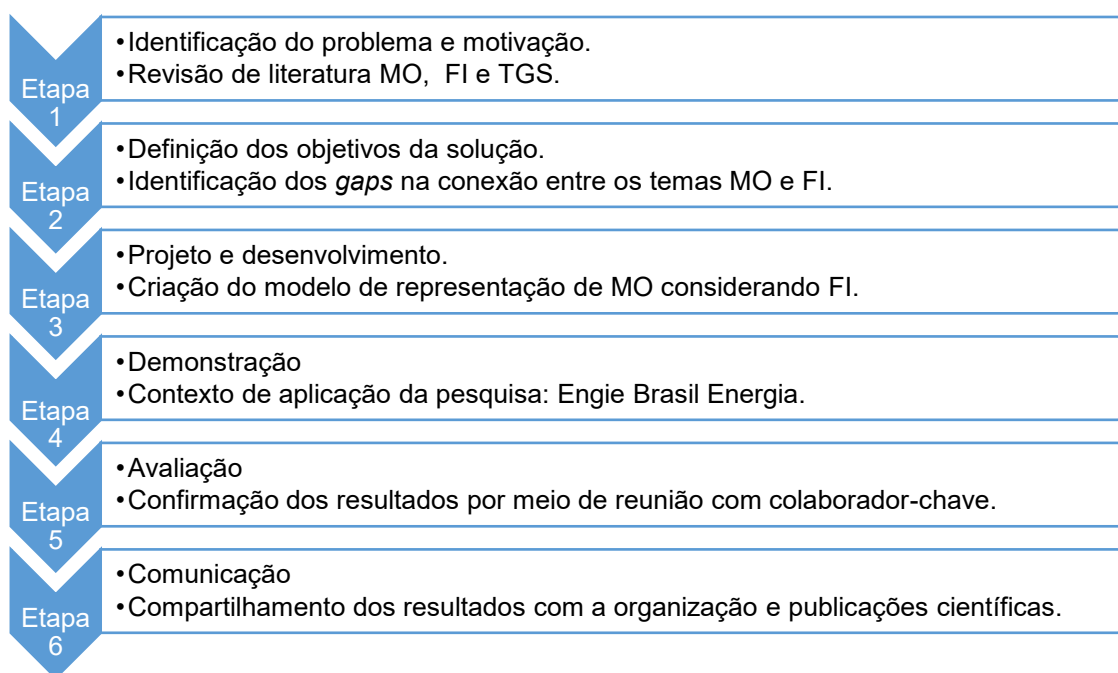 Etapa
1
•Identificação do problema e motivação.
•Revisão de literatura MO, FI e TGS.
Etapa
2
•Definição dos objetivos da solução.
•Identificação dos gaps na conexão entre os temas MO e FI.
Etapa
3
•Projeto e desenvolvimento.
•Criação do modelo de representação de MO considerando FI.
Etapa
4
•Demonstração
•Contexto de aplicação da pesquisa: Engie Brasil Energia.
Etapa
5
•Avaliação
•Confirmação dos resultados por meio de reunião com colaborador-chave.
Etapa
6
•Comunicação
•Compartilhamento dos resultados com a organização e publicações científicas.